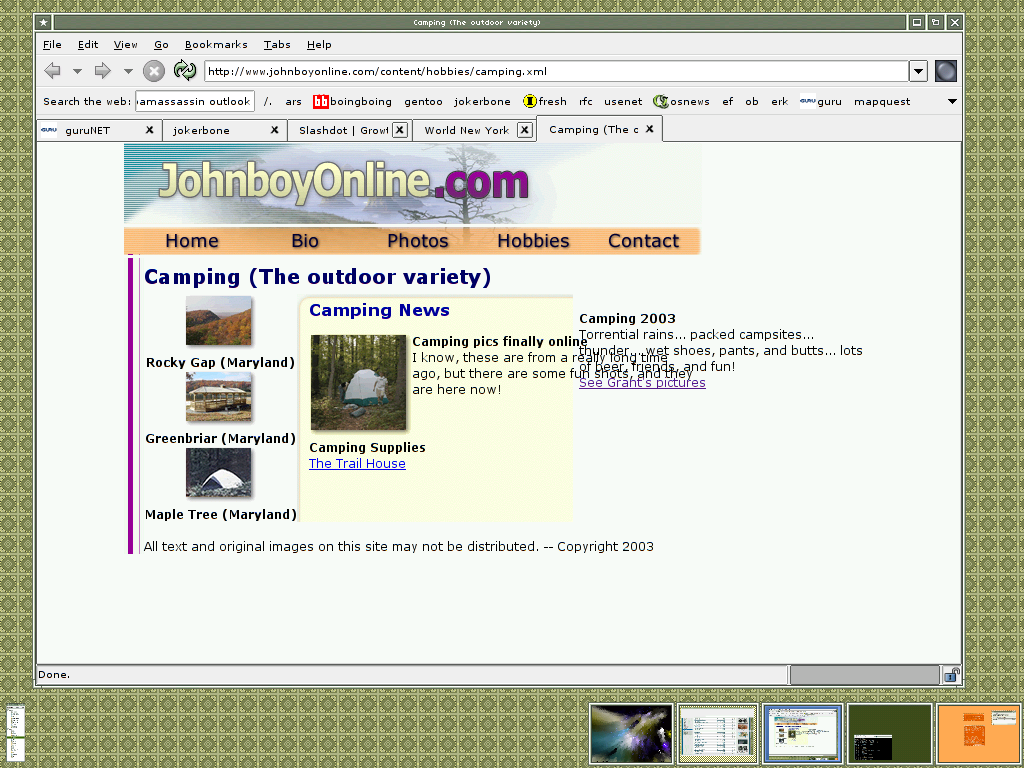 Camping (The outdoor variety)
File Edit View Go Bookmarks Tabs Help
http://www.johnboyonline.com/content/hobbies/camping.xml
Search the web: amassassin outlook /. ars bb boingboing gentoo jokerbone fresh rfc usenet osnews ef ob erk GURU guru mapquest
GURU guruNET jokerbone Slashdot | Growt World New York Camping (The c
JohnboyOnline.com
Home Bio Photos Hobbies Contact
Camping (The outdoor variety)
Rocky Gap (Maryland)
Greenbriar (Maryland)
Maple Tree (Maryland)
Camping News
Camping pics finally online
I know, these are from a really long time
ago, but there are some fun shots, and they
are here now!
Camping Supplies
The Trail House
Camping 2003
Torrential rains... packed campsites...
thunder... wet shoes, pants, and butts... lots
of beer, friends, and fun!
See Grant's pictures
All text and original images on this site may not be distributed. -- Copyright 2003
Done.